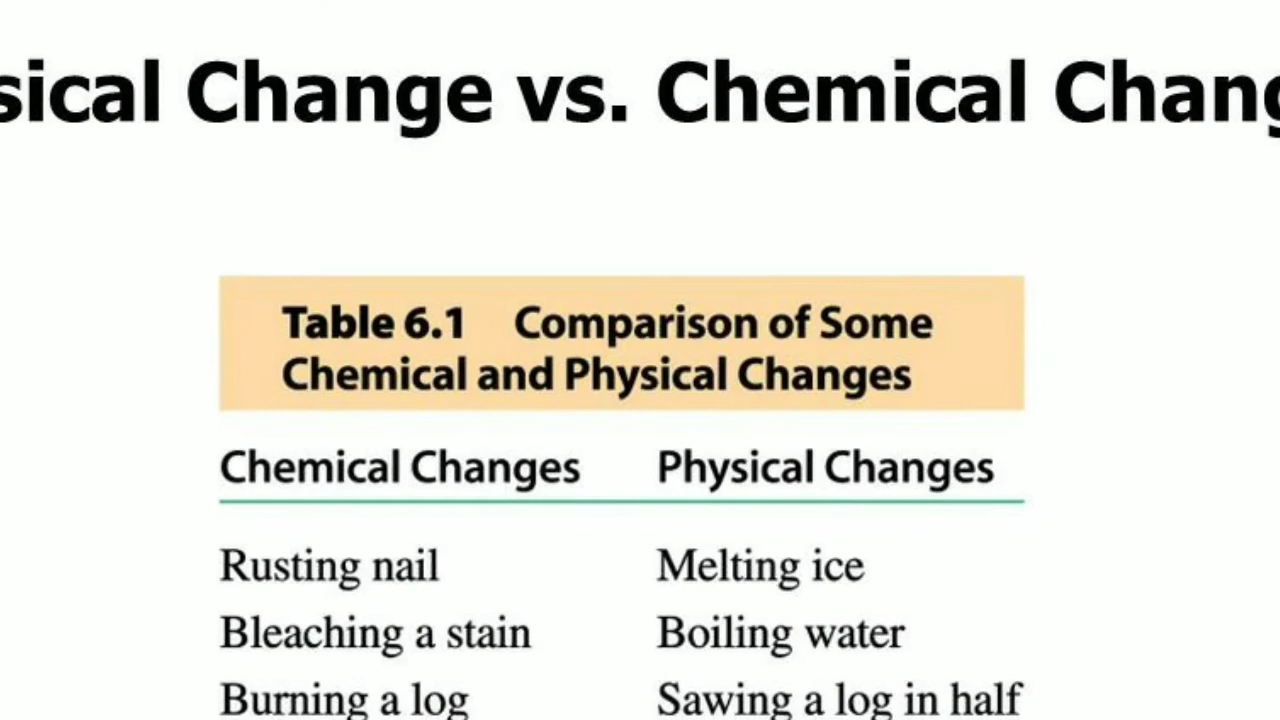 sical Change vs. Chemical Chang
Table 6.1 Comparison of Some
Chemical and Physical Changes
Chemical Changes Physical Changes
Rusting nail Melting ice
Bleaching a stain Boiling water
Burning a log Sawing a log in half